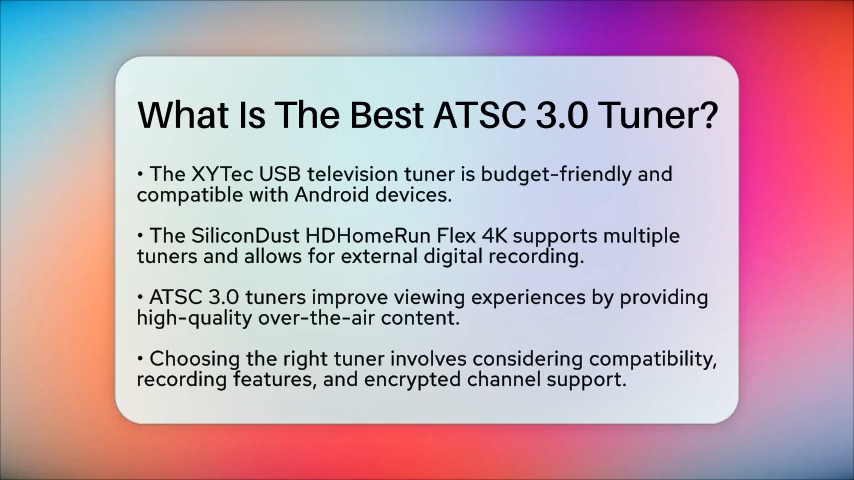 What Is The Best ATSC 3.0 Tuner?
• The XYTec USB television tuner is budget-friendly and
compatible with Android devices.
• The SiliconDust HDHomeRun Flex 4K supports multiple
tuners and allows for external digital recording.
• ATSC 3.0 tuners improve viewing experiences by providing
high-quality over-the-air content.
• Choosing the right tuner involves considering compatibility,
recording features, and encrypted channel support.